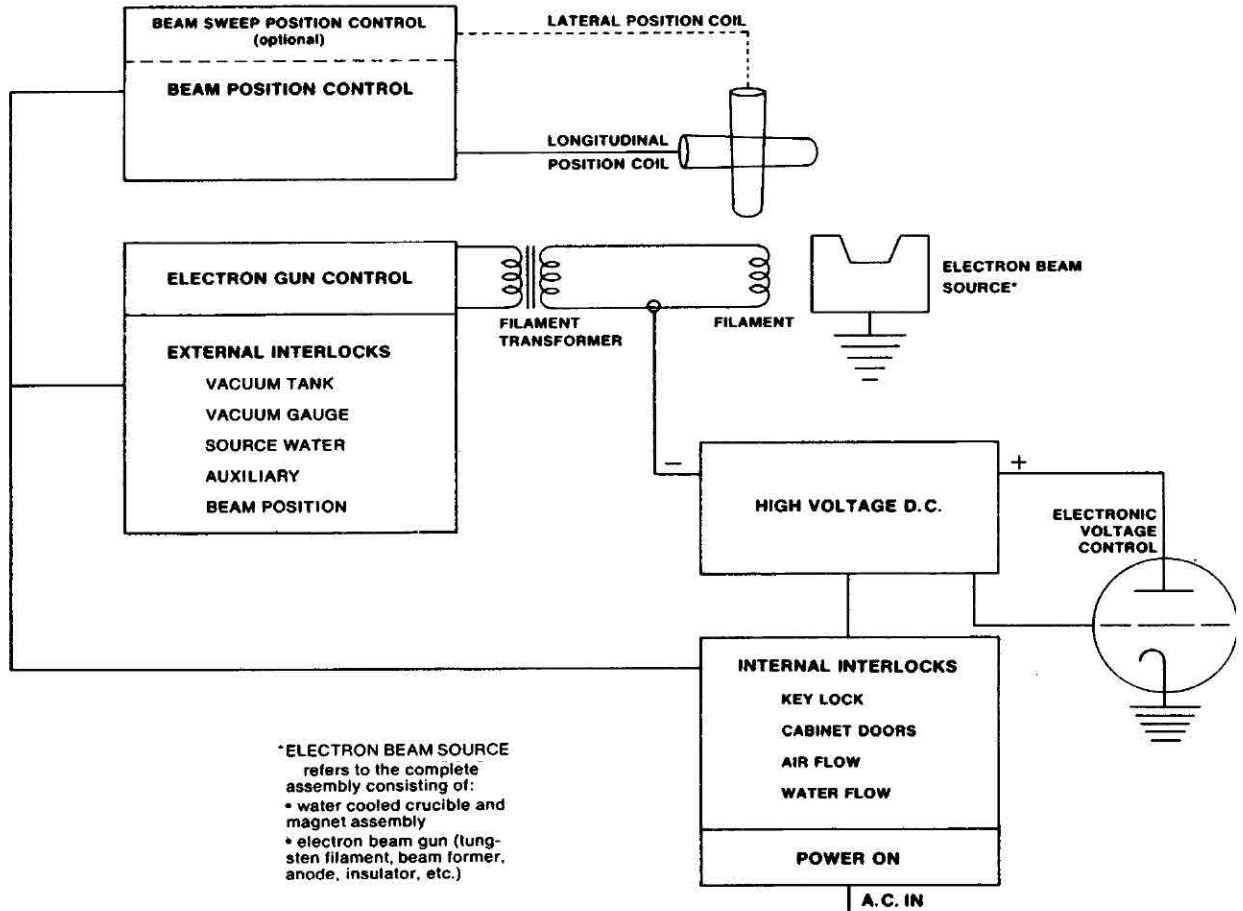 BEAM SWEEP POSITION CONTROL
(optional)
BEAM POSITION CONTROL
LATERAL POSITION COIL
LONGITUDINAL
POSITION COIL
ELECTRON GUN CONTROL
FILAMENT
TRANSFORMER
FILAMENT
ELECTRON BEAM
SOURCE*
EXTERNAL INTERLOCKS
VACUUM TANK
VACUUM GAUGE
SOURCE WATER
AUXILIARY
BEAM POSITION
−
HIGH VOLTAGE D.C.
+
ELECTRONIC
VOLTAGE
CONTROL
INTERNAL INTERLOCKS
KEY LOCK
CABINET DOORS
AIR FLOW
WATER FLOW
POWER ON
A.C. IN
*ELECTRON BEAM SOURCE
refers to the complete
assembly consisting of:
• water cooled crucible and
magnet assembly
• electron beam gun (tung-
sten filament, beam former,
anode, insulator, etc.)